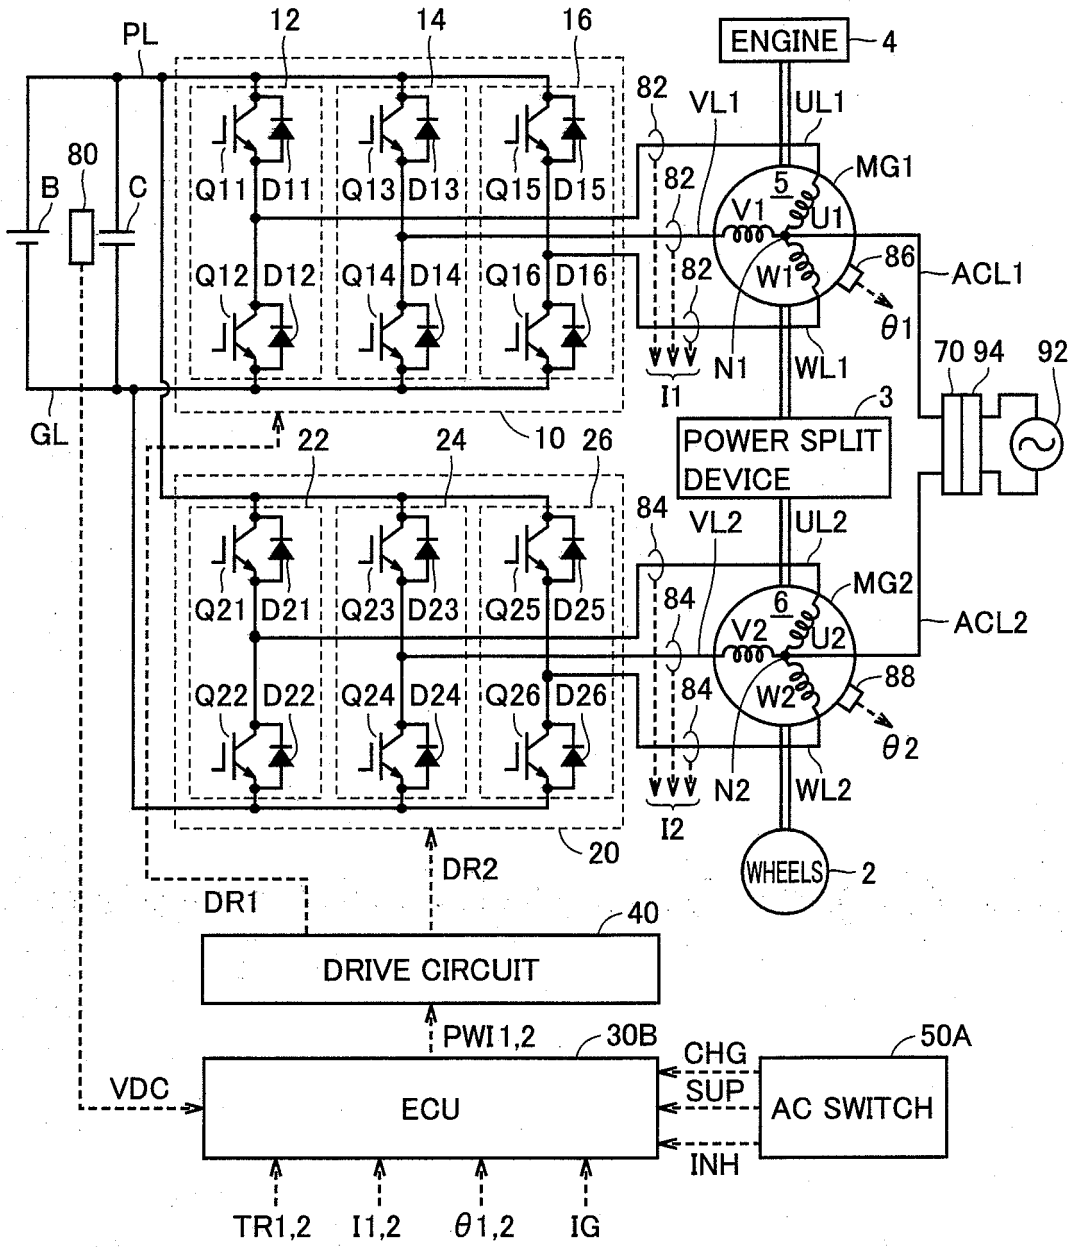 PL
12
14
16
ENGINE
4
82
VL1
UL1
80
MG1
B
C
Q11
D11
Q13
D13
Q15
D15
82
5
V1
U1
Q12
D12
Q14
D14
Q16
D16
82
W1
86
ACL1
θ1
N1
WL1
I1
70
94
92
GL
10
3
POWER SPLIT
DEVICE
22
24
26
84
VL2
UL2
MG2
6
Q21
D21
Q23
D23
Q25
D25
84
V2
U2
ACL2
Q22
D22
Q24
D24
Q26
D26
84
W2
88
θ2
N2
WL2
I2
20
WHEELS
2
DR1
DR2
40
DRIVE CIRCUIT
PWI 1,2
30B
50A
VDC
ECU
CHG
SUP
INH
AC SWITCH
TR1,2
I1,2
θ1,2
IG